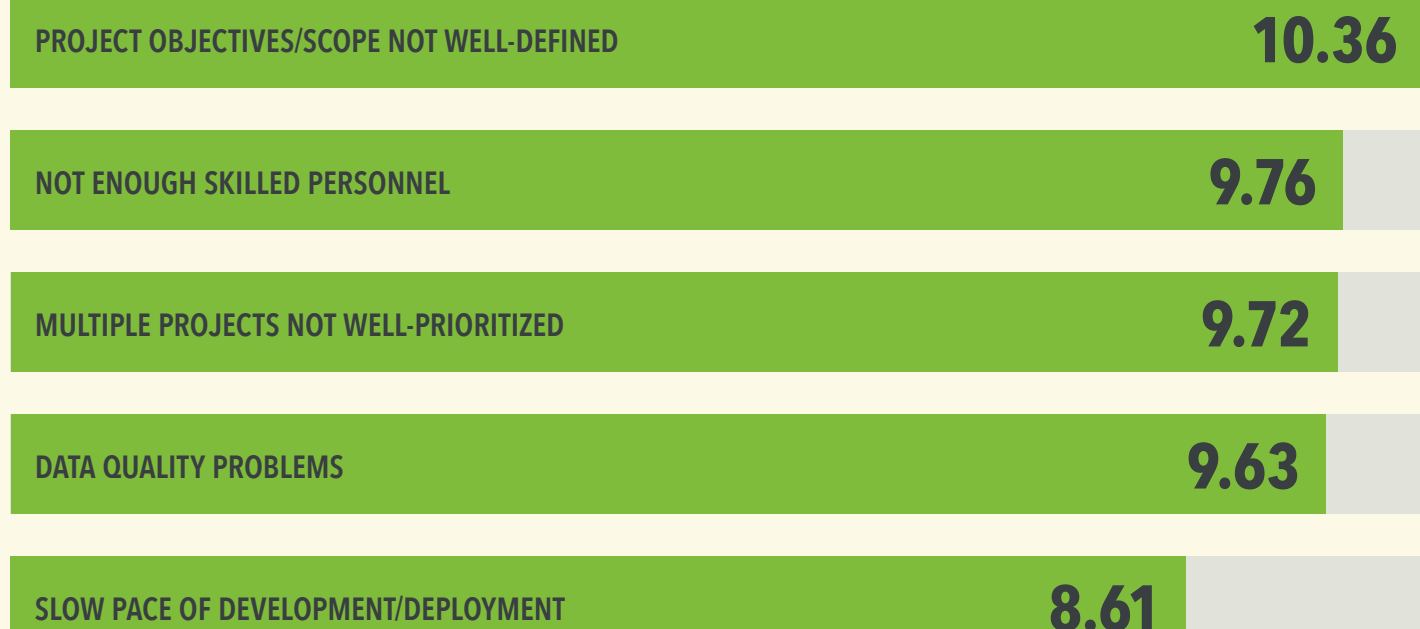 PROJECT OBJECTIVES/SCOPE NOT WELL-DEFINED 10.36
NOT ENOUGH SKILLED PERSONNEL 9.76
MULTIPLE PROJECTS NOT WELL-PRIORITIZED 9.72
DATA QUALITY PROBLEMS 9.63
SLOW PACE OF DEVELOPMENT/DEPLOYMENT 8.61